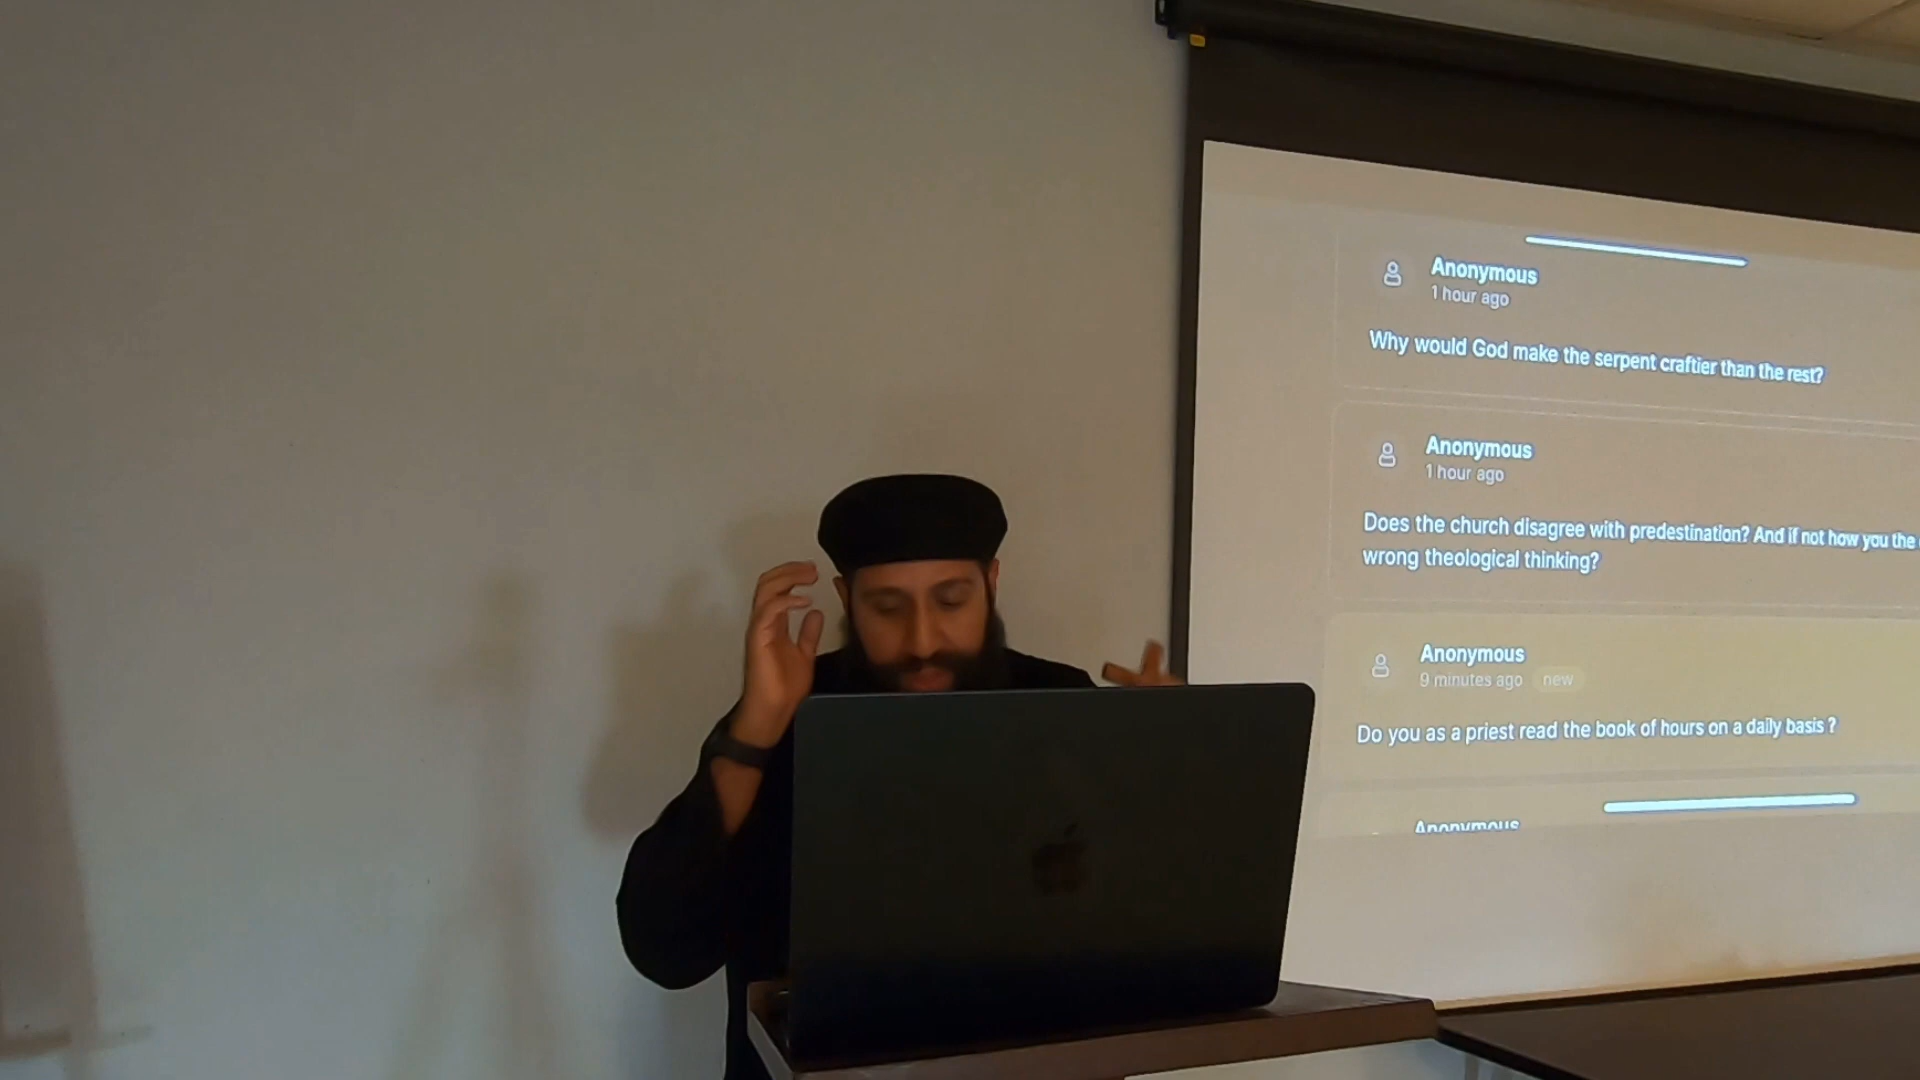 Anonymous
1 hour ago
Why would God make the serpent craftier than the rest?
Anonymous
1 hour ago
Does the church disagree with predestination? And if not how you the
wrong theological thinking?
Anonymous
9 minutes ago new
Do you as a priest read the book of hours on a daily basis ?
Anonymous